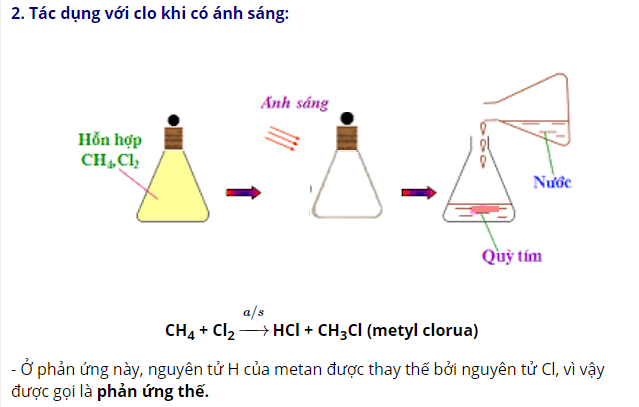 2. Tác dụng với clo khi có ánh sáng:
Anh sáng
Hỗn hợp
CH₄,Cl₂
Nước
Quỳ tím
a/s
CH₄ + Cl₂ ⟶ HCl + CH₃Cl (metyl clorua)
- Ở phản ứng này, nguyên tử H của metan được thay thế bởi nguyên tử Cl, vì vậy
được gọi là phản ứng thế.